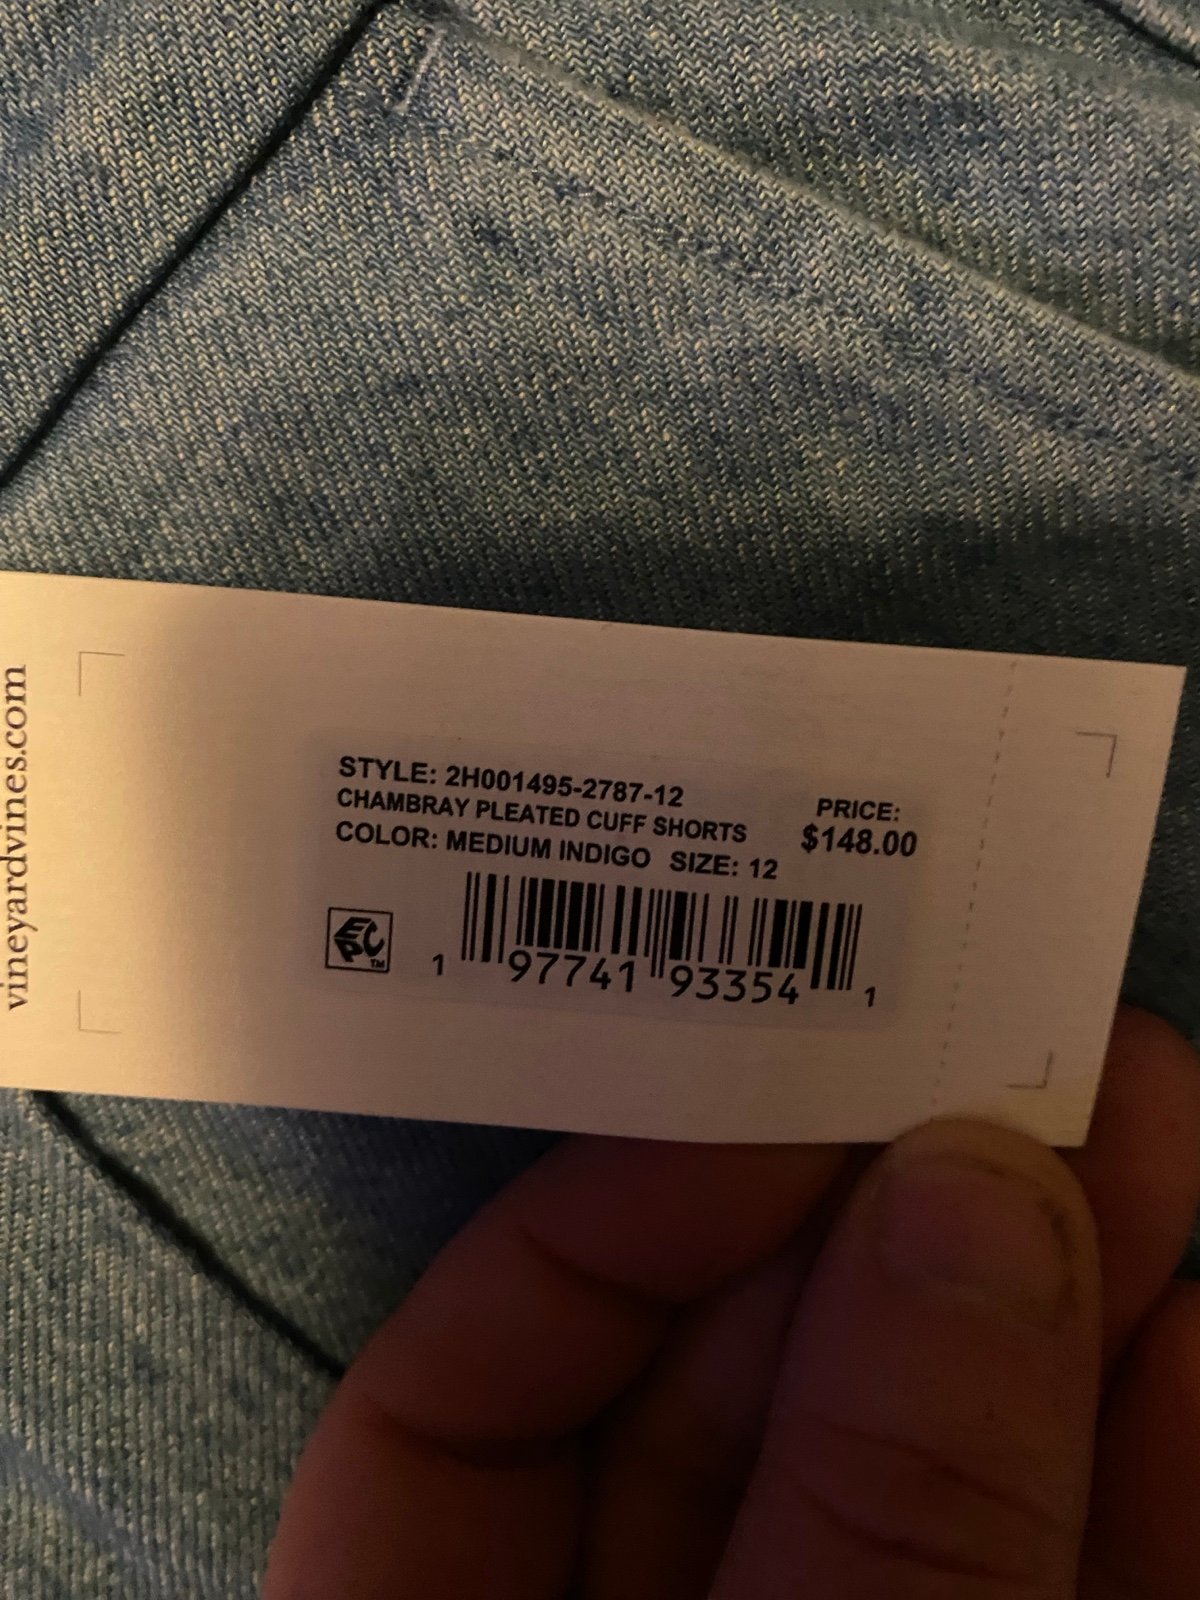 vineyardvines.com
STYLE: 2H001495-2787-12
CHAMBRAY PLEATED CUFF SHORTS
COLOR: MEDIUM INDIGO SIZE: 12
PRICE:
$148.00
EPC™
1 97741 93354 1